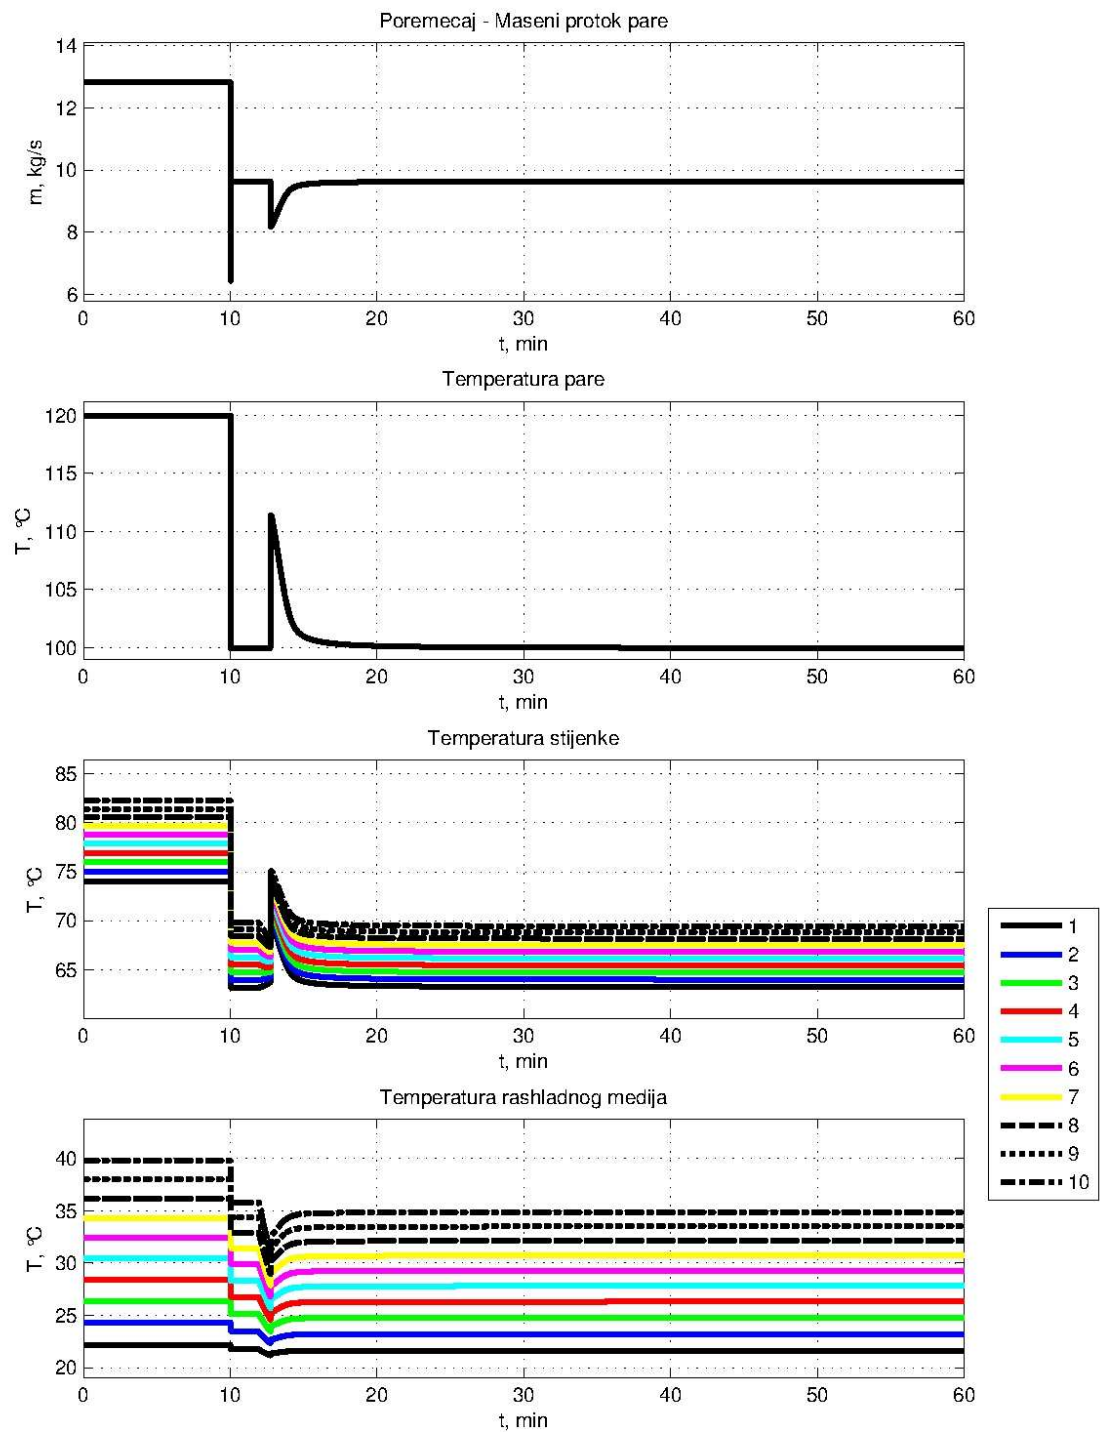 Poremecaj - Maseni protok pare
14
12
10
8
6
m, kg/s
0 10 20 30 40 50 60
t, min
Temperatura pare
120
115
110
105
100
T, °C
0 10 20 30 40 50 60
t, min
Temperatura stijenke
85
80
75
70
65
T, °C
0 10 20 30 40 50 60
t, min
1
2
3
4
5
6
7
8
9
10
Temperatura rashladnog medija
40
35
30
25
20
T, °C
0 10 20 30 40 50 60
t, min